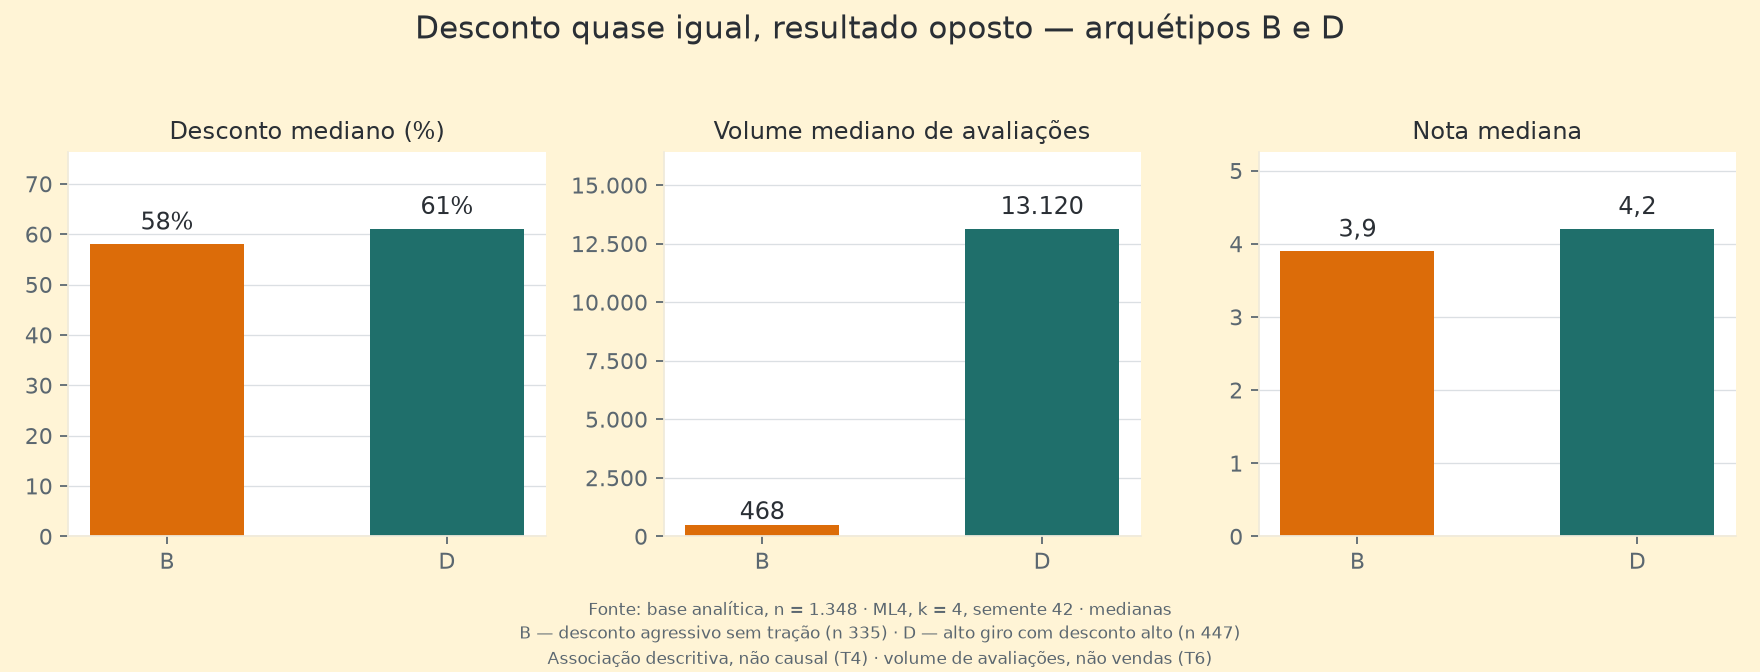 Desconto quase igual, resultado oposto — arquétipos B e D
Desconto mediano (%)
70
60
50
40
30
20
10
0
58%
61%
B
D
Volume mediano de avaliações
15.000
12.500
10.000
7.500
5.000
2.500
0
468
13.120
B
D
Nota mediana
5
4
3
2
1
0
3,9
4,2
B
D
Fonte: base analítica, n = 1.348 · ML4, k = 4, semente 42 · medianas
B — desconto agressivo sem tração (n 335) · D — alto giro com desconto alto (n 447)
Associação descritiva, não causal (T4) · volume de avaliações, não vendas (T6)